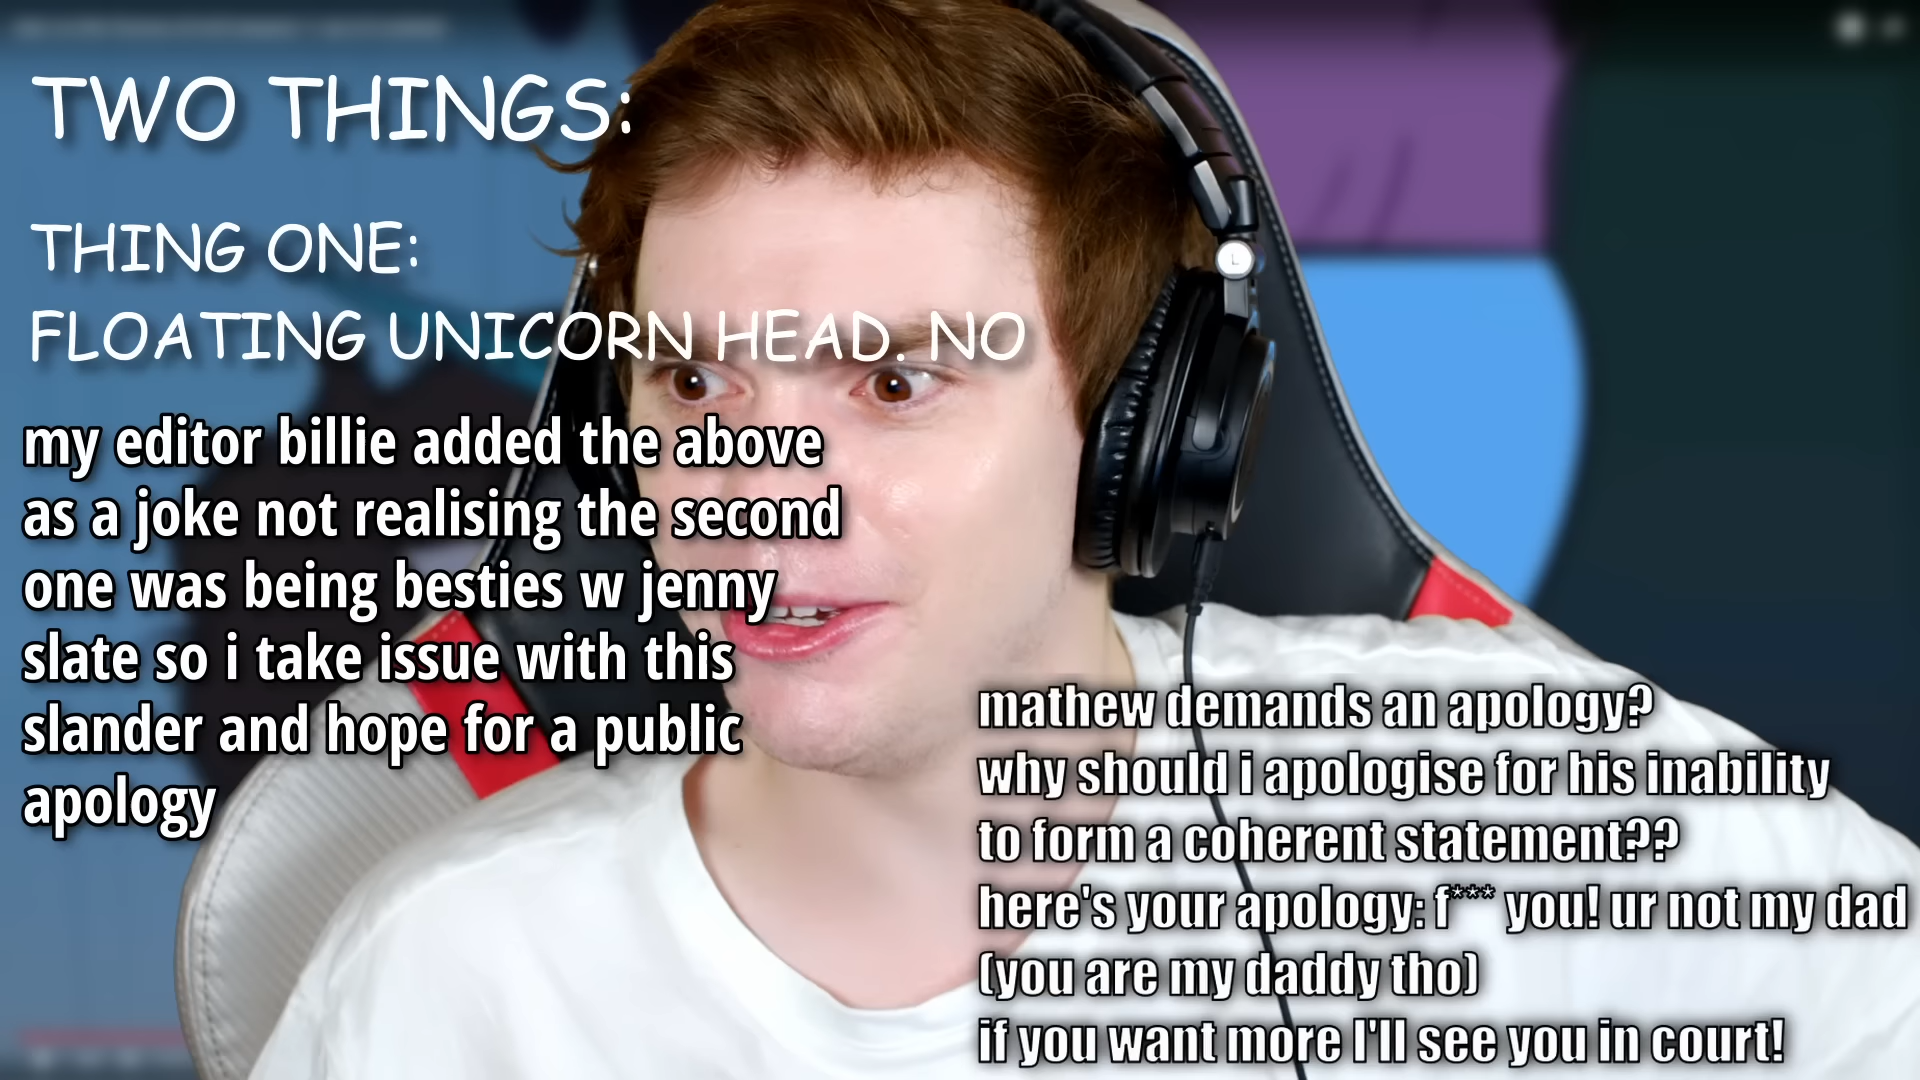 TWO THINGS:
THING ONE:
FLOATING UNICORN HEAD. NO
my editor billie added the above
as a joke not realising the second
one was being besties w jenny
slate so i take issue with this
slander and hope for a public
apology
mathew demands an apology?
why should i apologise for his inability
to form a coherent statement??
here's your apology: f*** you! ur not my dad
(you are my daddy tho)
if you want more I'll see you in court!
L